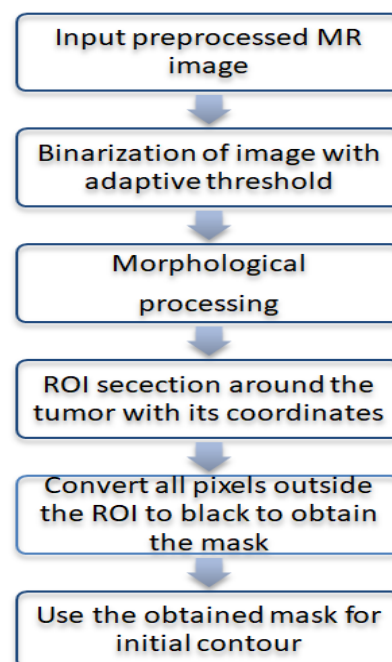 Input preprocessed MR
image
Binarization of image with
adaptive threshold
Morphological
processing
ROI secection around the
tumor with its coordinates
Convert all pixels outside
the ROI to black to obtain
the mask
Use the obtained mask for
initial contour